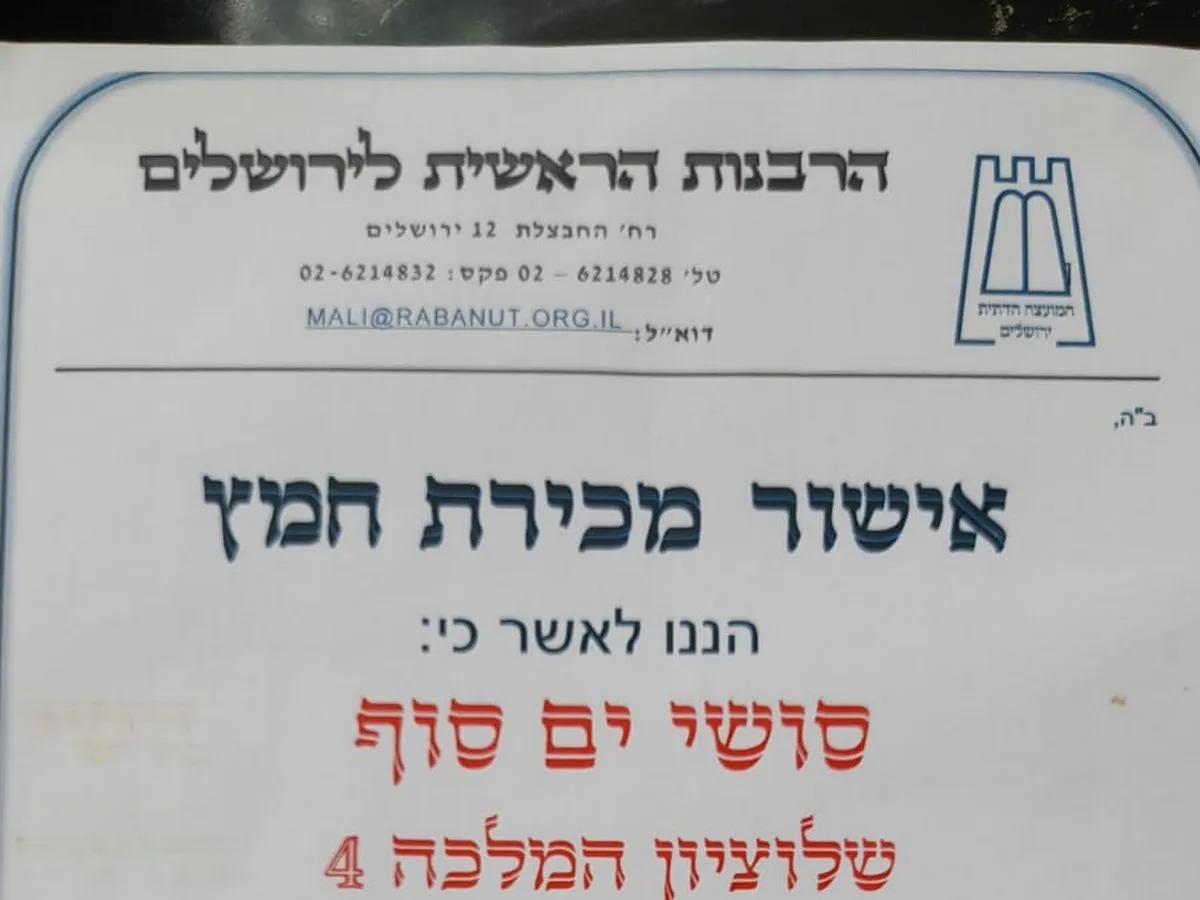 הרבנות הראשית לירושלים
רח׳ החבצלת 12 ירושלים
טל׳ 6214828 – 02 פקס: 02-6214832
דוא״ל: MALI@RABANUT.ORG.IL
המועצה הדתית
ירושלים
ב"ה,
אישור מכירת חמץ
הננו לאשר כי:
סושי ים סוף
שלוציון המלכה 4